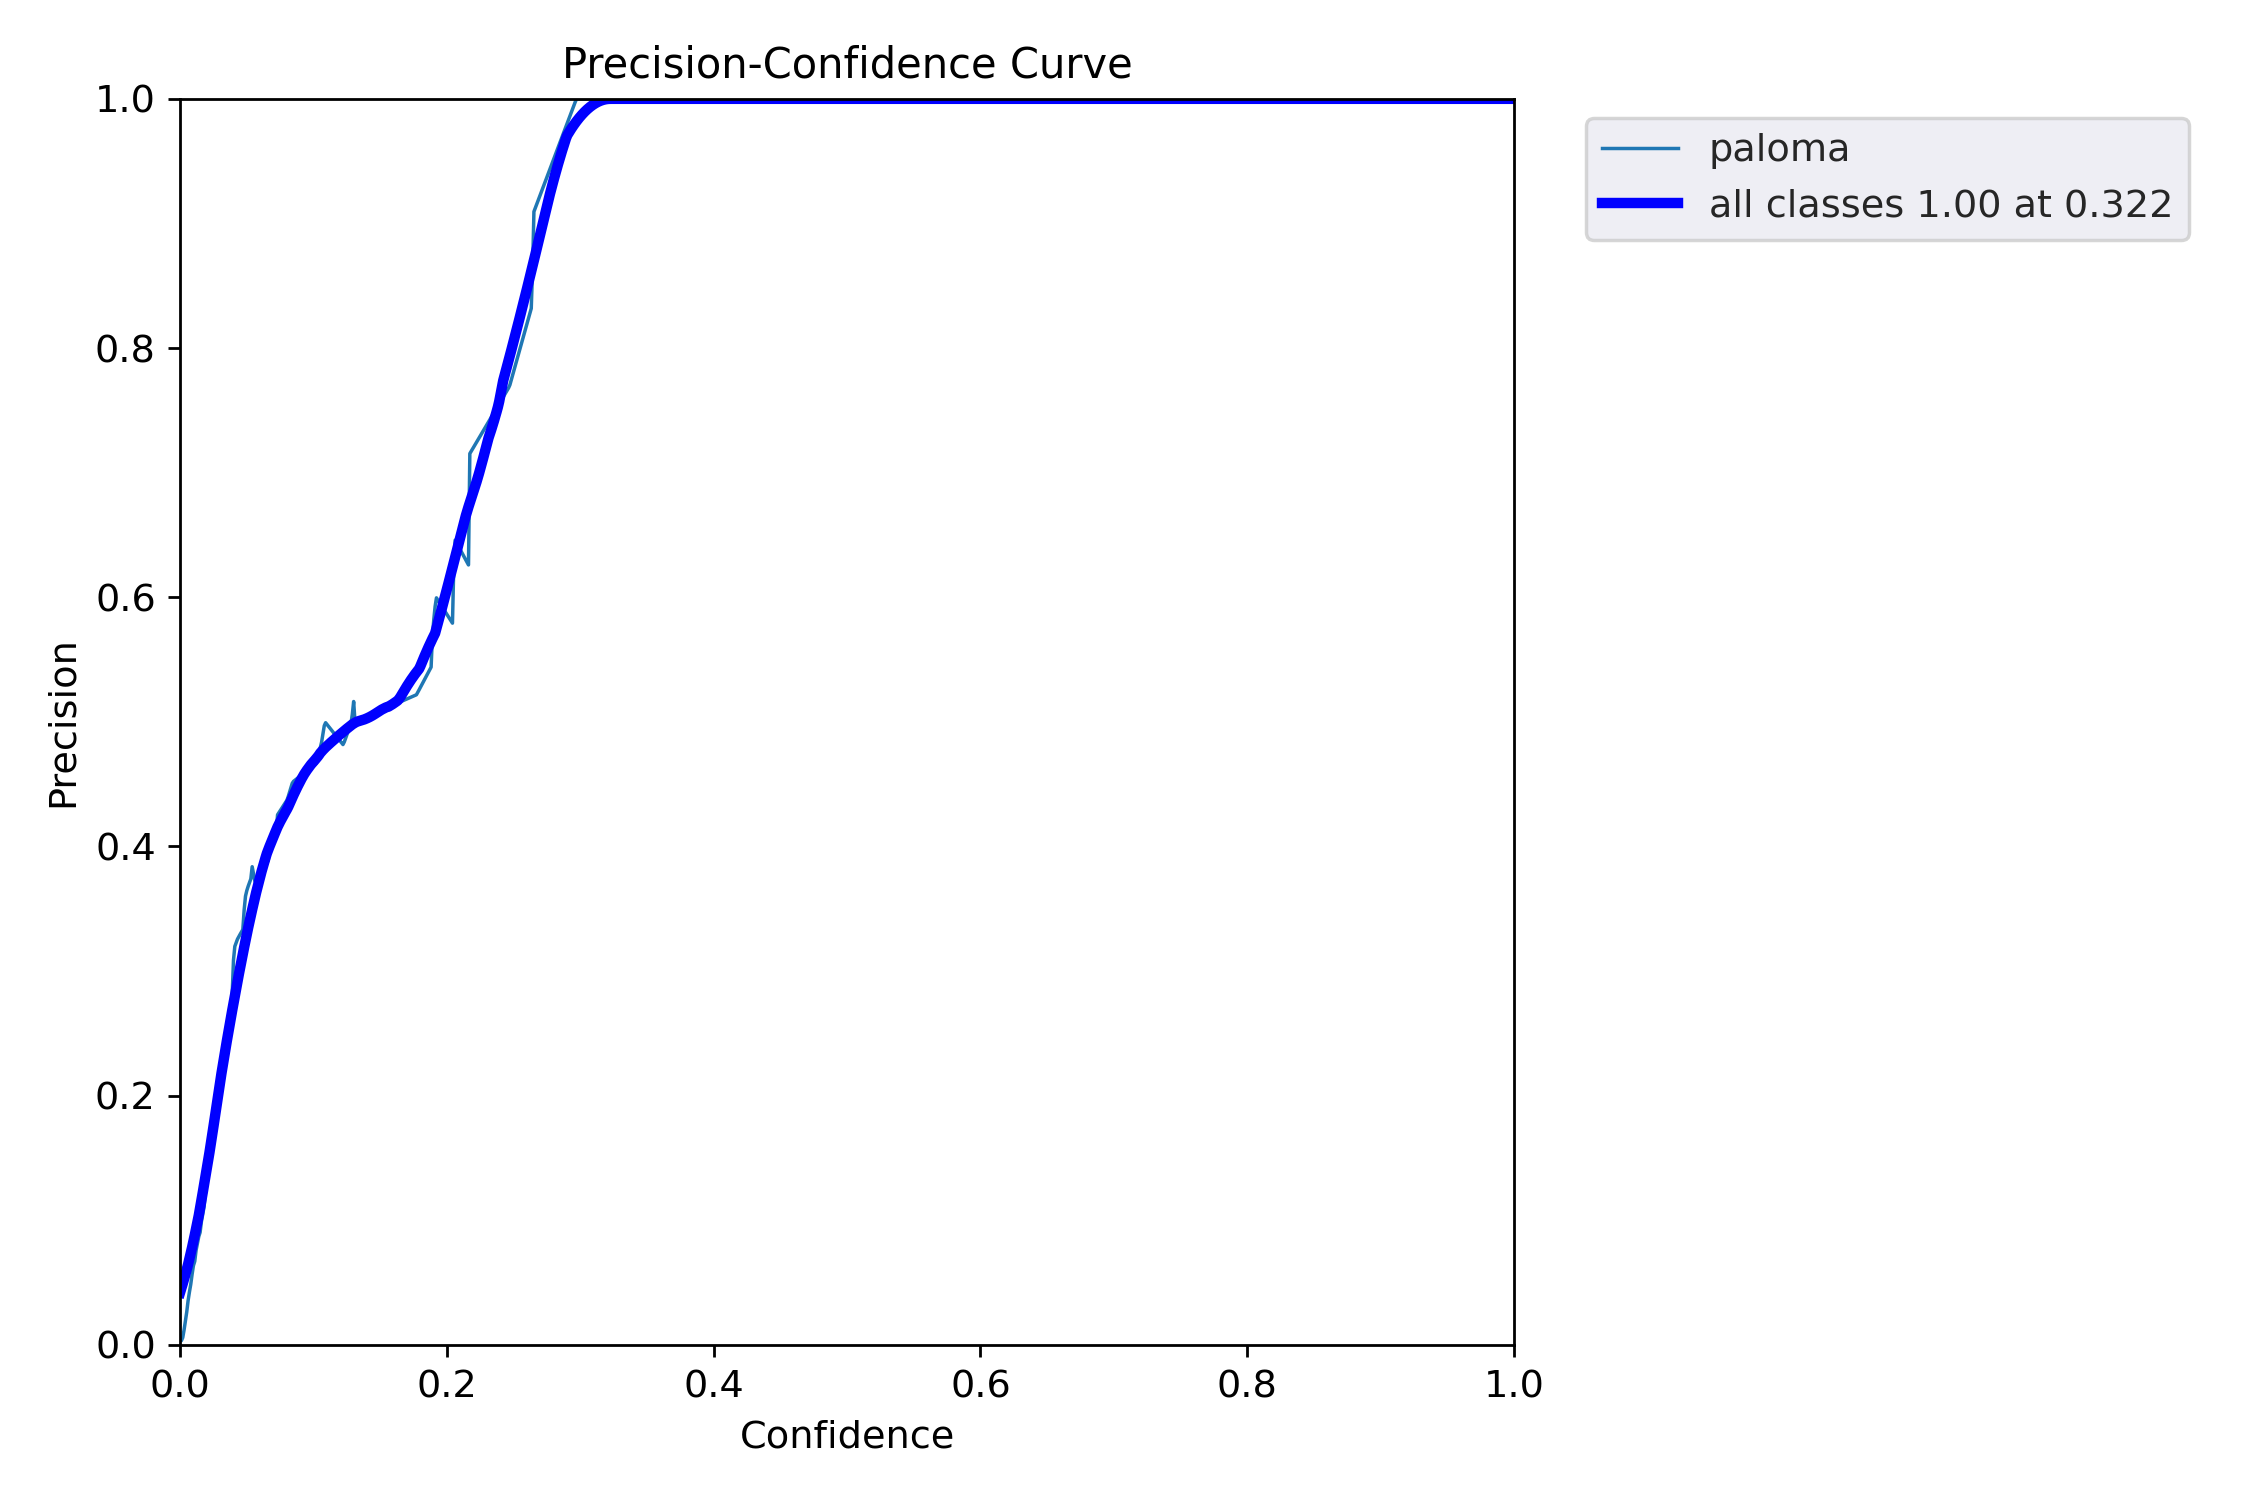 Precision-Confidence Curve
paloma
all classes 1.00 at 0.322
Precision
1.0
0.8
0.6
0.4
0.2
0.0
0.0 0.2 0.4 0.6 0.8 1.0
Confidence